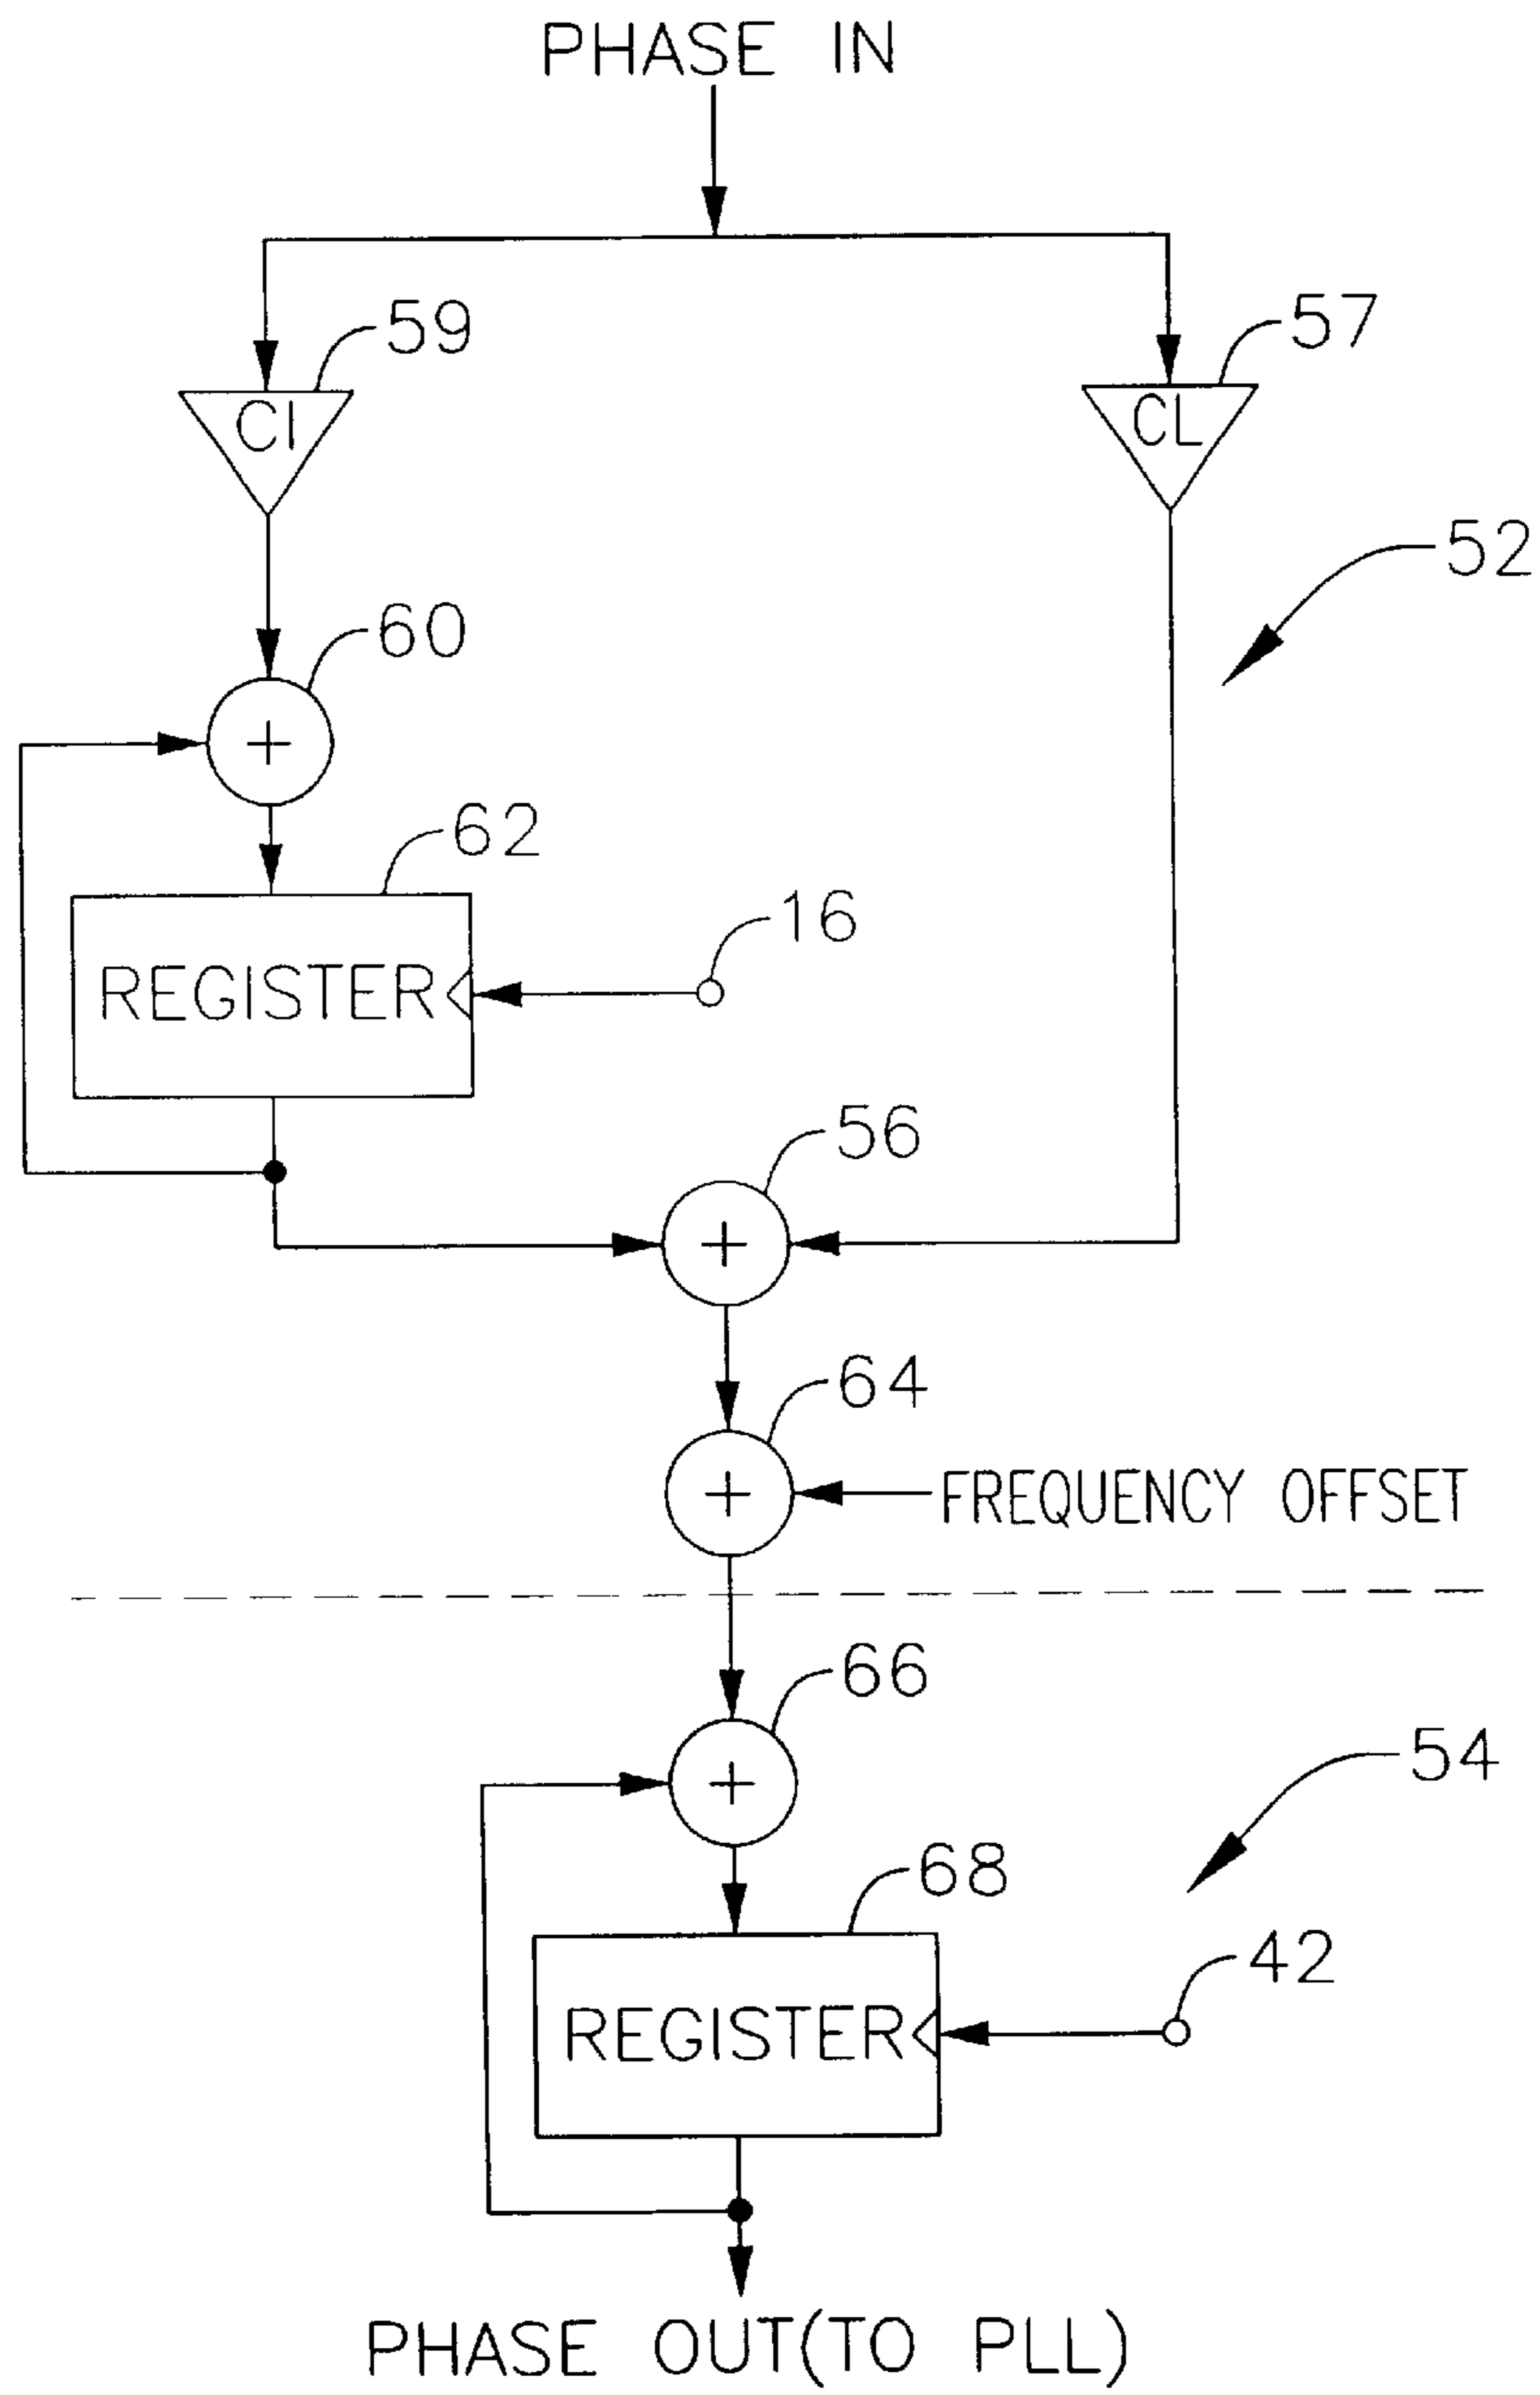 PHASE IN
59
57
CI
CL
52
60
+
62
16
REGISTER
56
+
64
+
FREQUENCY OFFSET
66
54
+
68
42
REGISTER
PHASE OUT(TO PLL)